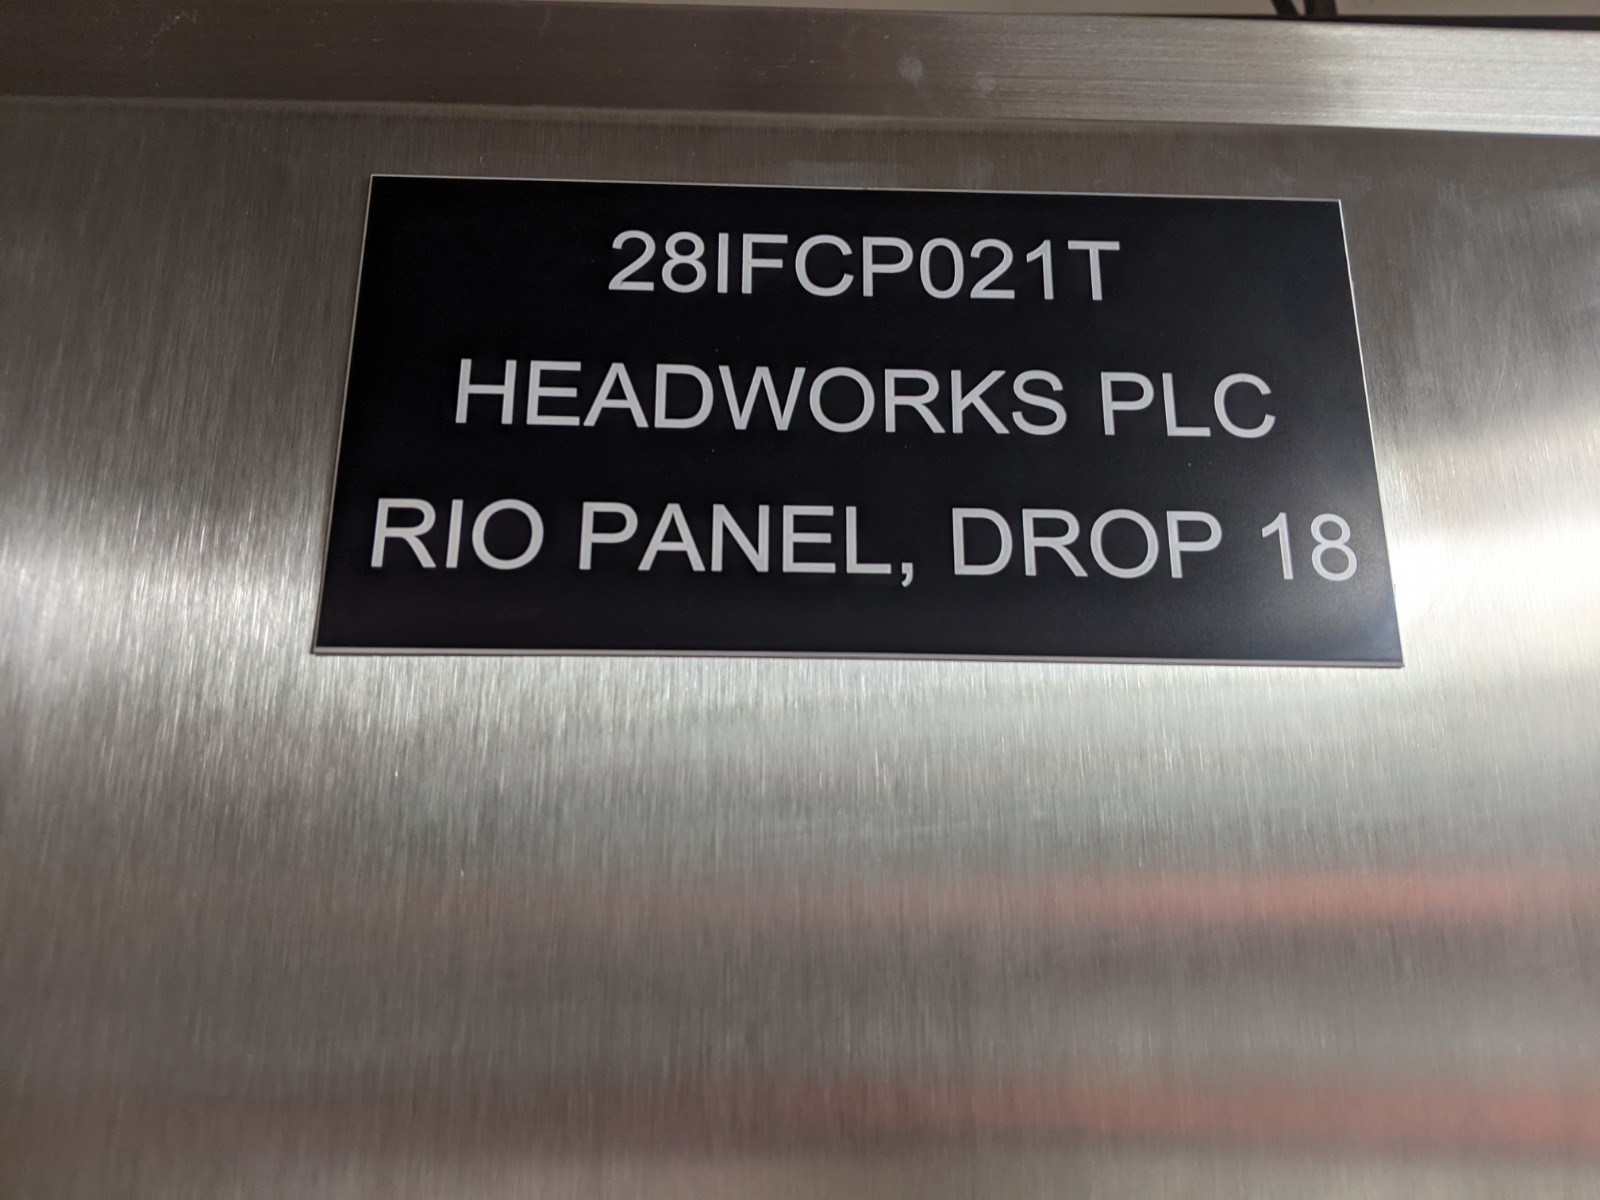 28IFCP021T
HEADWORKS PLC
RIO PANEL, DROP 18